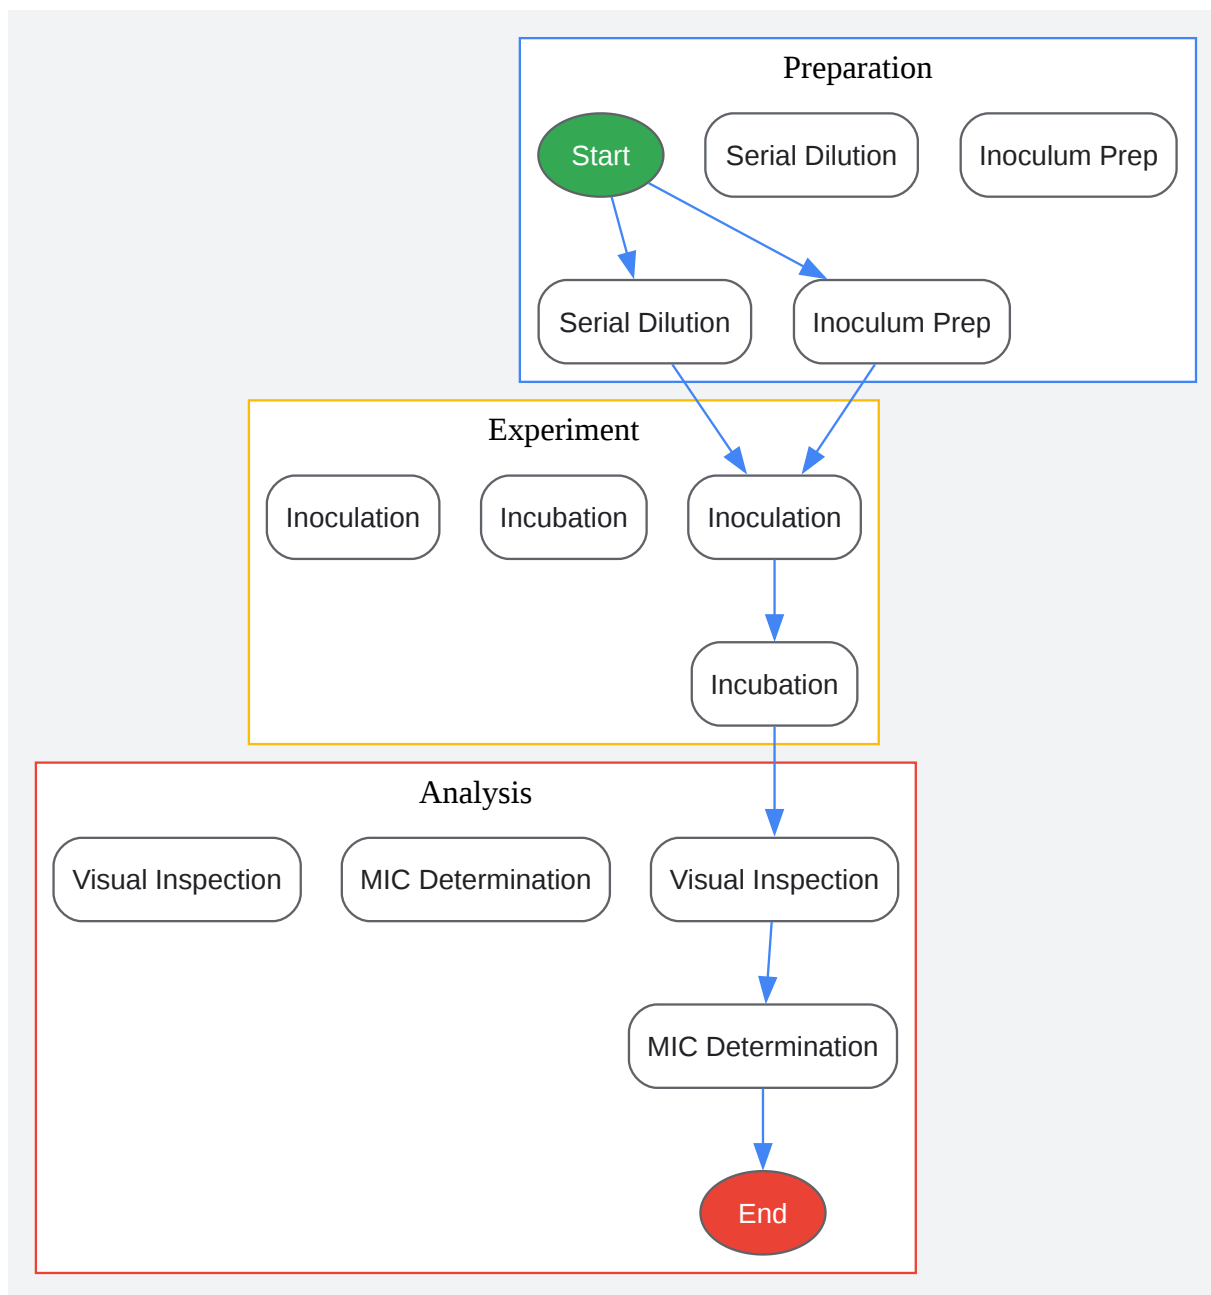 Preparation
Start
Serial Dilution
Inoculum Prep
Serial Dilution
Inoculum Prep
Experiment
Inoculation
Incubation
Inoculation
Incubation
Analysis
Visual Inspection
MIC Determination
Visual Inspection
MIC Determination
End